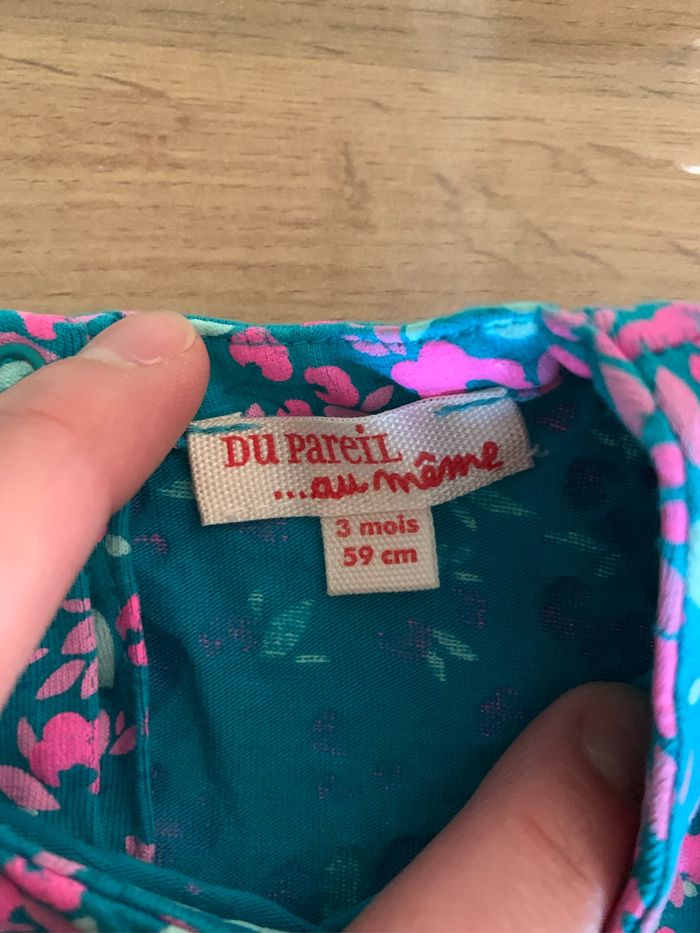 DU PAREIL
...au même
3 mois
59 cm